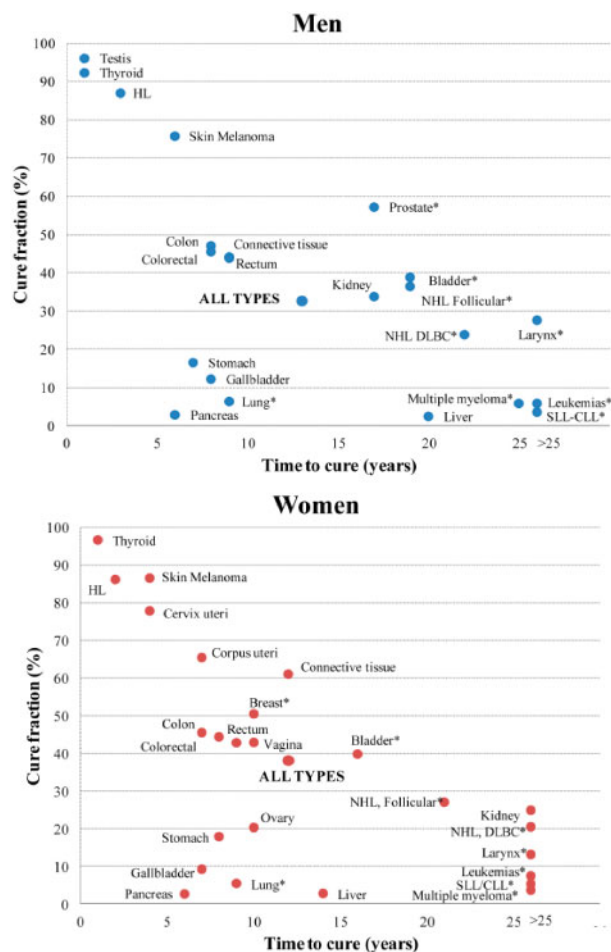 Men
100
Testis
Thyroid
90
HL
80
Skin Melanoma
70
60
Prostate*
50
Colon
Connective tissue
Colorectal
Rectum
40
Bladder*
Kidney
ALL TYPES
NHL Follicular*
30
NHL DLBC*
Larynx*
20
Stomach
Gallbladder
10
Lung*
Multiple myeloma*
Leukemias*
Pancreas
Liver
SLL-CLL*
0
0 5 10 15 20 25 >25
Cure fraction (%)
Time to cure (years)
Women
100
Thyroid
90
HL
Skin Melanoma
80
Cervix uteri
70
Corpus uteri
60
Connective tissue
Breast*
50
Colon
Rectum
Colorectal
Vagina
Bladder*
40
ALL TYPES
30
NHL, Follicular*
Kidney
Ovary
NHL, DLBC*
20
Stomach
Larynx*
10
Gallbladder
Leukemias*
Lung*
SLL/CLL*
Pancreas
Liver
Multiple myeloma*
0
0 5 10 15 20 25 >25
Cure fraction (%)
Time to cure (years)